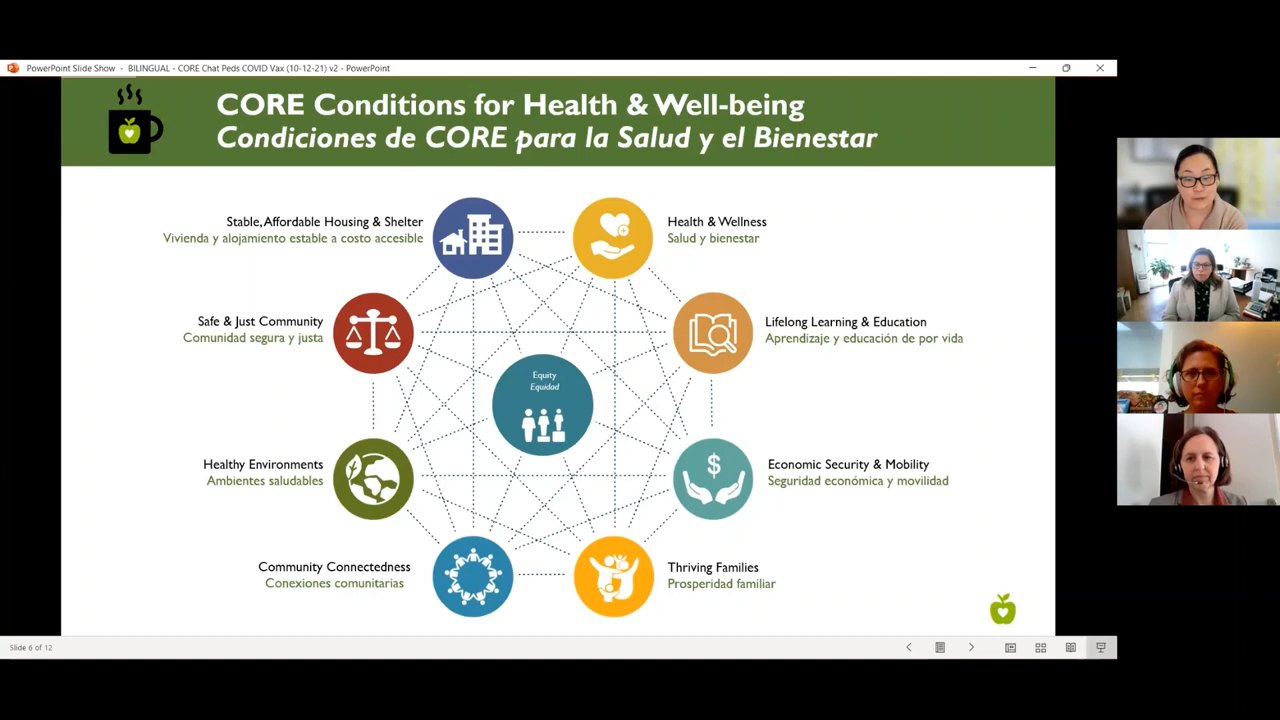 PowerPoint Slide Show - BILINGUAL - CORE Chat Peds COVID Vax (10-12-21) v2 - PowerPoint
CORE Conditions for Health & Well-being
Condiciones de CORE para la Salud y el Bienestar
Stable, Affordable Housing & Shelter
Vivienda y alojamiento estable a costo accesible
Health & Wellness
Salud y bienestar
Safe & Just Community
Comunidad segura y justa
Lifelong Learning & Education
Aprendizaje y educación de por vida
Equity
Equidad
Healthy Environments
Ambientes saludables
$
Economic Security & Mobility
Seguridad económica y movilidad
Community Connectedness
Conexiones comunitarias
Thriving Families
Prosperidad familiar
Slide 6 of 12